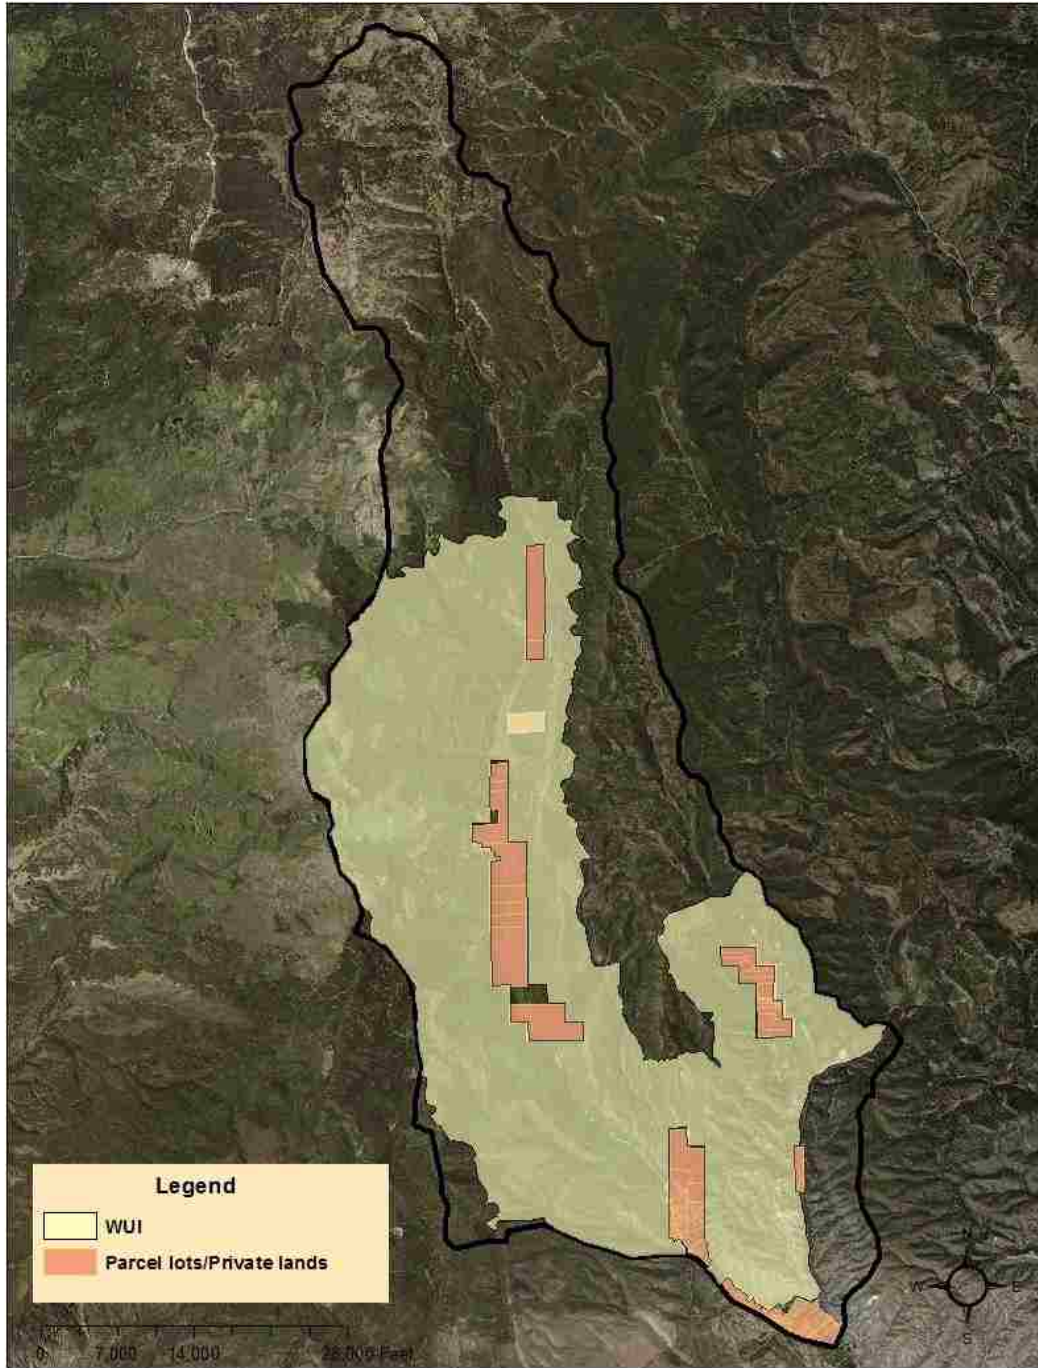 Legend
WUI
Parcel lots/Private lands
0 7,000 14,000 28,000 Feet
W E
S